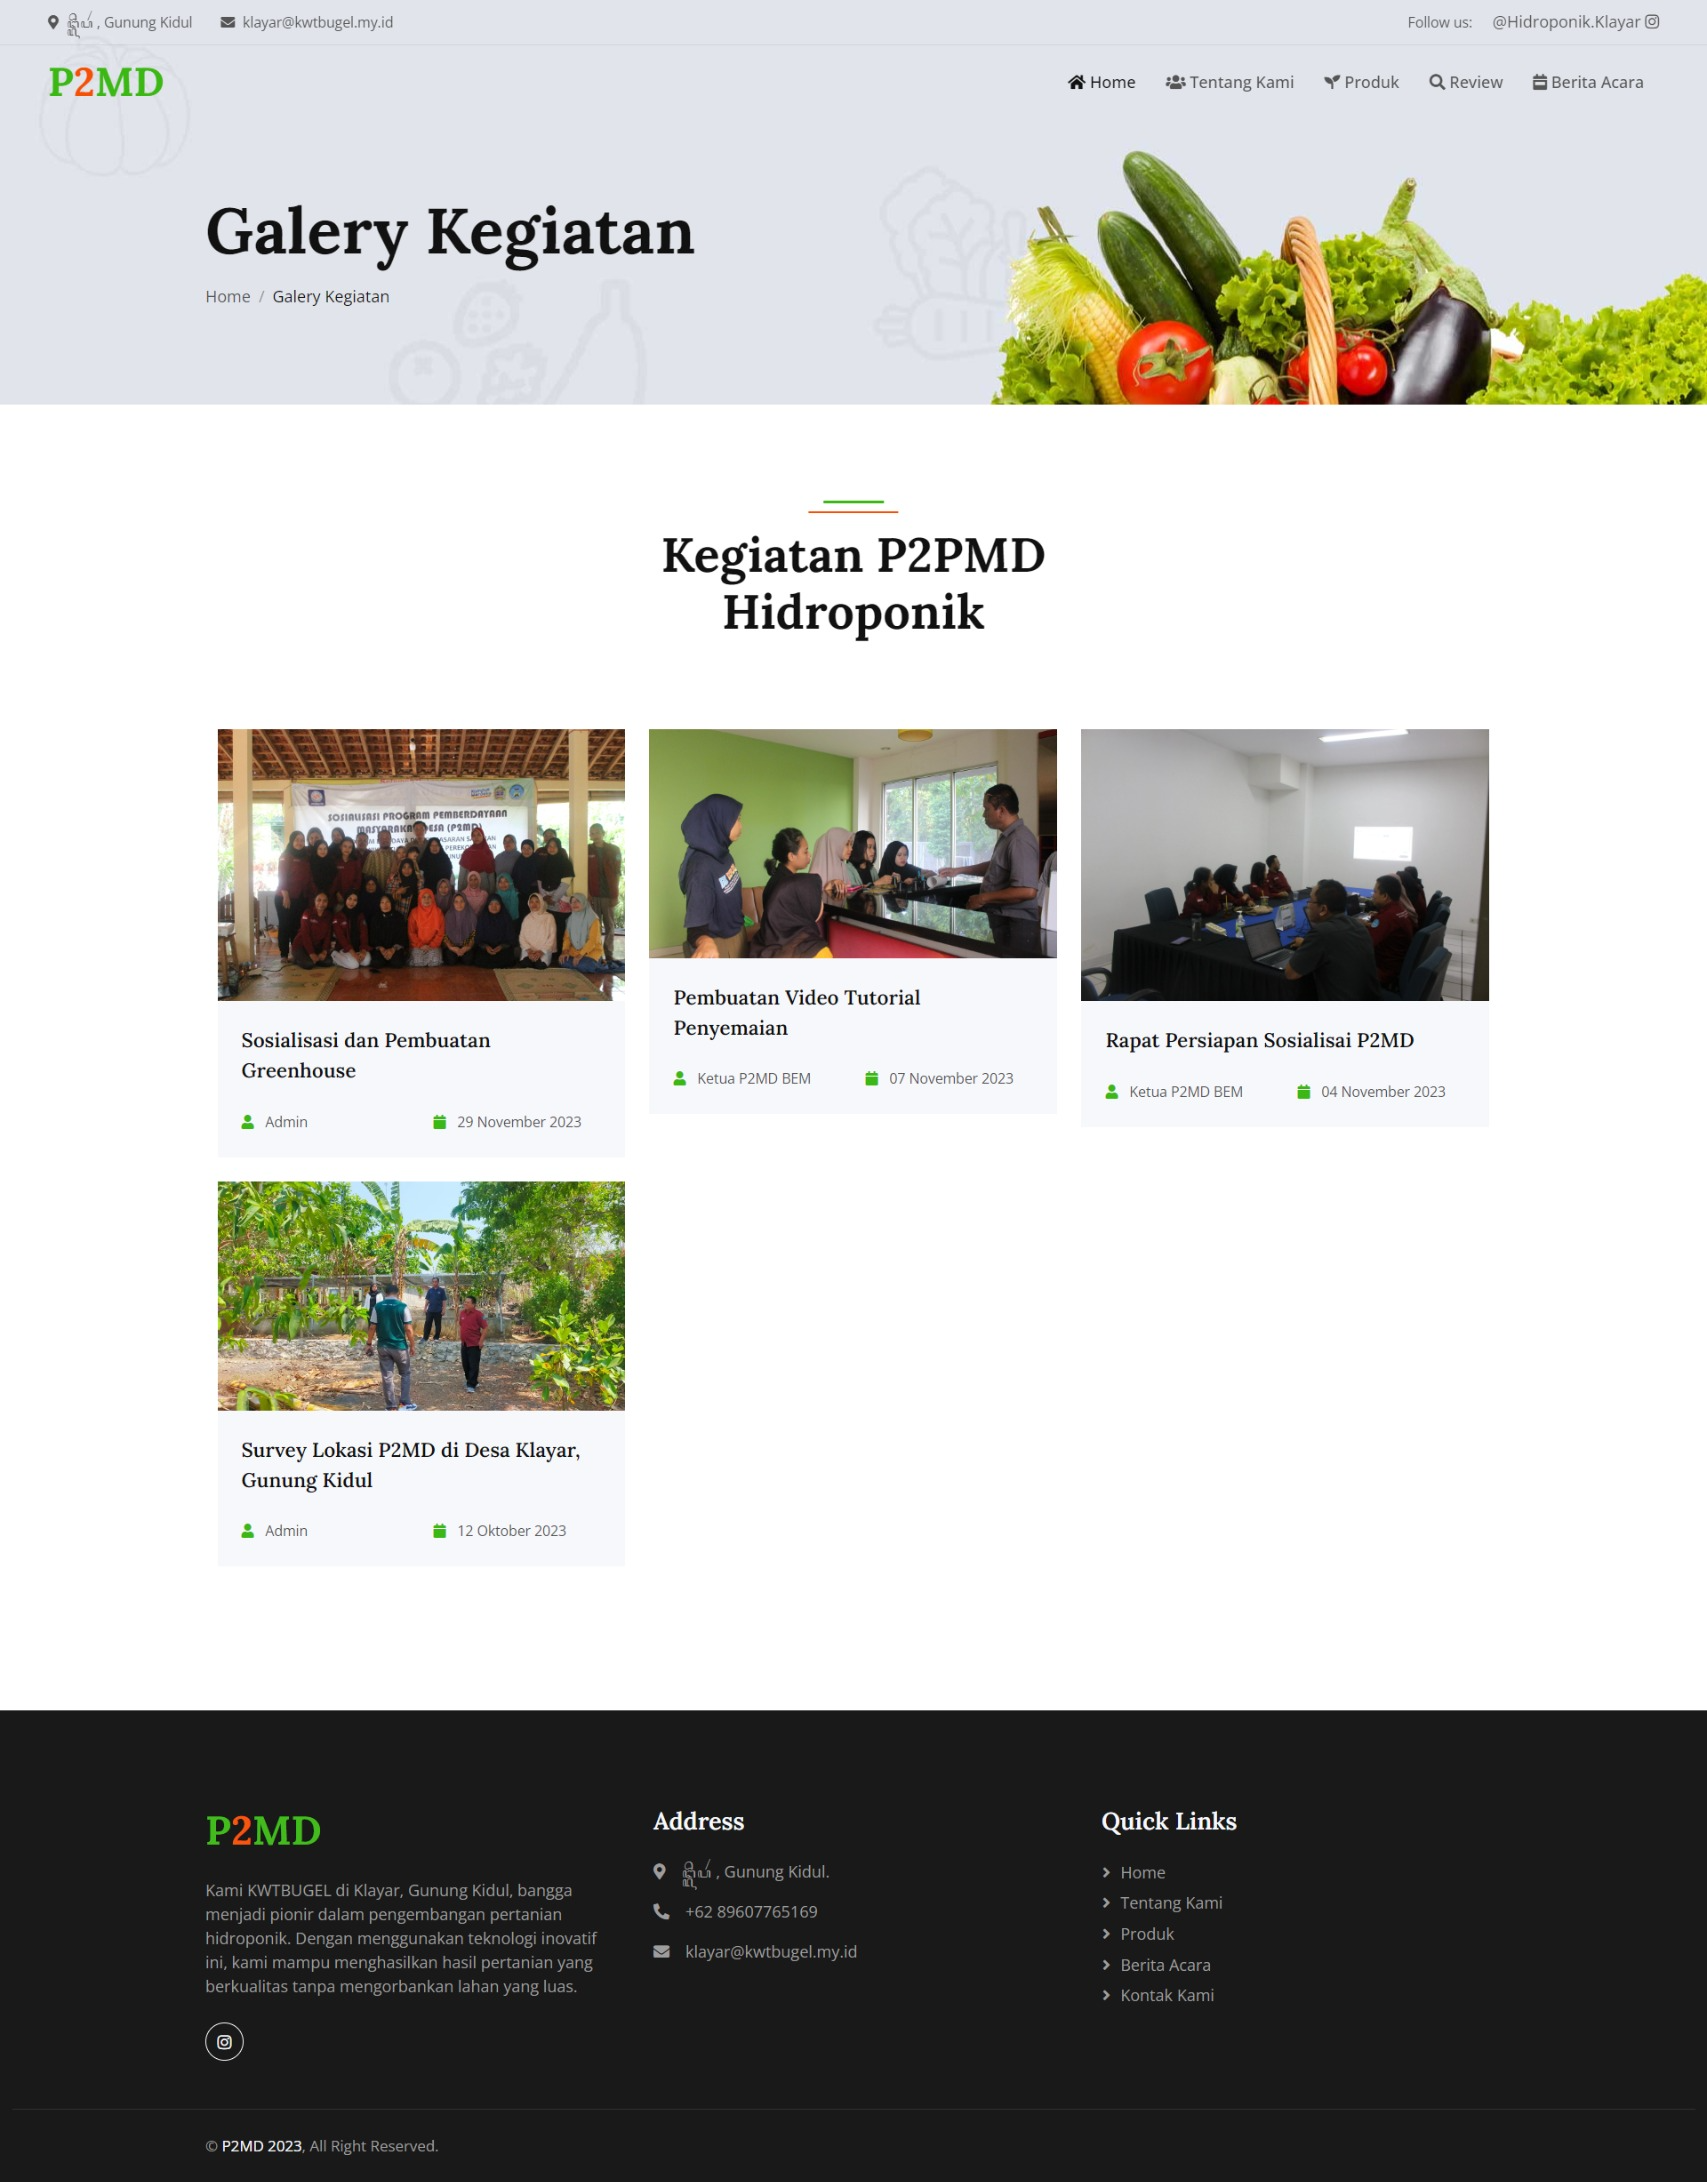 , Gunung Kidul
klayar@kwtbugel.my.id
Follow us:
@Hidroponik.Klayar
P2MD
Home
Tentang Kami
Produk
Review
Berita Acara
Galery Kegiatan
Home / Galery Kegiatan
Kegiatan P2PMD
Hidroponik
SOSIALISASI PROGRAM PEMBERDAYAAN
Sosialisasi dan Pembuatan
Greenhouse
Admin
29 November 2023
Pembuatan Video Tutorial
Penyemaian
Ketua P2MD BEM
07 November 2023
Rapat Persiapan Sosialisai P2MD
Ketua P2MD BEM
04 November 2023
Survey Lokasi P2MD di Desa Klayar,
Gunung Kidul
Admin
12 Oktober 2023
P2MD
Kami KWTBUGEL di Klayar, Gunung Kidul, bangga
menjadi pionir dalam pengembangan pertanian
hidroponik. Dengan menggunakan teknologi inovatif
ini, kami mampu menghasilkan hasil pertanian yang
berkualitas tanpa mengorbankan lahan yang luas.
Address
, Gunung Kidul.
+62 89607765169
klayar@kwtbugel.my.id
Quick Links
Home
Tentang Kami
Produk
Berita Acara
Kontak Kami
© P2MD 2023, All Right Reserved.